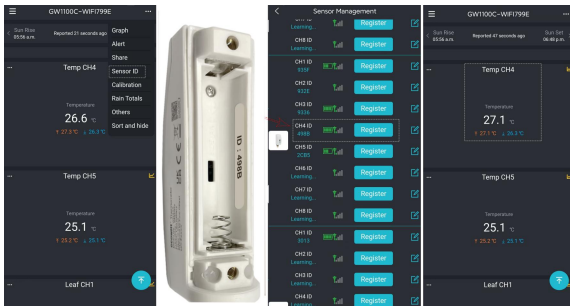 GW1100C-WIFI799E
Sun Rise
05:56 a.m.
Reported 21 seconds ago
Graph
Alert
Share
Sensor ID
Calibration
Rain Totals
Others
Sort and hide
Temp CH4
Temperature
26.6 ℃
↑ 27.3 ℃ ↓ 26.3 ℃
Temp CH5
Temperature
25.1 ℃
↑ 25.2 ℃ ↓ 25.1 ℃
Leaf CH1
ID : 498B
Sensor Management
Learning...
Register
CH8 ID
Learning...
Register
CH1 ID
935F
Register
CH2 ID
932E
Register
CH3 ID
9336
Register
CH4 ID
498B
Register
CH5 ID
2CB5
Register
CH6 ID
Learning...
Register
CH7 ID
Learning...
Register
CH8 ID
Learning...
Register
CH1 ID
3013
Register
CH2 ID
Learning...
Register
CH3 ID
Learning...
Register
CH4 ID
Learning...
Register
GW1100C-WIFI799E
Sun Rise
05:56 a.m.
Reported 47 seconds ago
Sun Set
06:48 p.m.
Temp CH4
Temperature
27.1 ℃
↑ 27.1 ℃ ↓ 25.3 ℃
Temp CH5
Temperature
25.1 ℃
↑ 25.2 ℃ ↓ 25.1 ℃
Leaf CH1